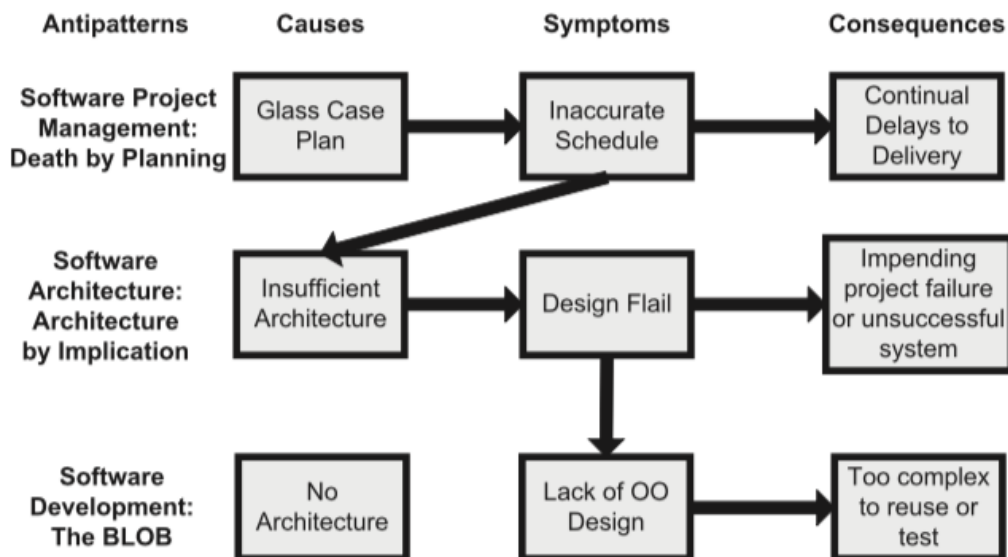 Antipatterns
Causes
Symptoms
Consequences
Software Project
Management:
Death by Planning
Glass Case
Plan
Inaccurate
Schedule
Continual
Delays to
Delivery
Software
Architecture:
Architecture
by Implication
Insufficient
Architecture
Design Flail
Impending
project failure
or unsuccessful
system
Software
Development:
The BLOB
No
Architecture
Lack of OO
Design
Too complex
to reuse or
test